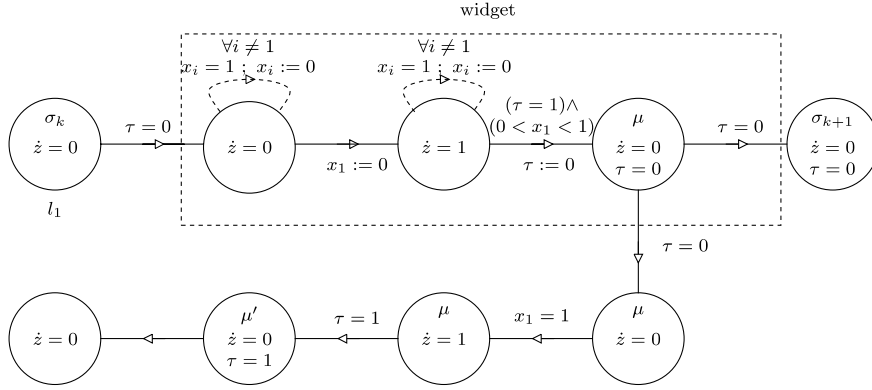 widget
∀i ≠ 1
x_i = 1 ; x_i := 0
∀i ≠ 1
x_i = 1 ; x_i := 0
σ_k
ż = 0
l_1
τ = 0
ż = 0
x_1 := 0
ż = 1
(τ = 1)∧
(0 < x_1 < 1)
τ := 0
μ
ż = 0
τ = 0
τ = 0
σ_{k+1}
ż = 0
τ = 0
τ = 0
ż = 0
μ′
ż = 0
τ = 1
τ = 1
μ
ż = 1
x_1 = 1
μ
ż = 0